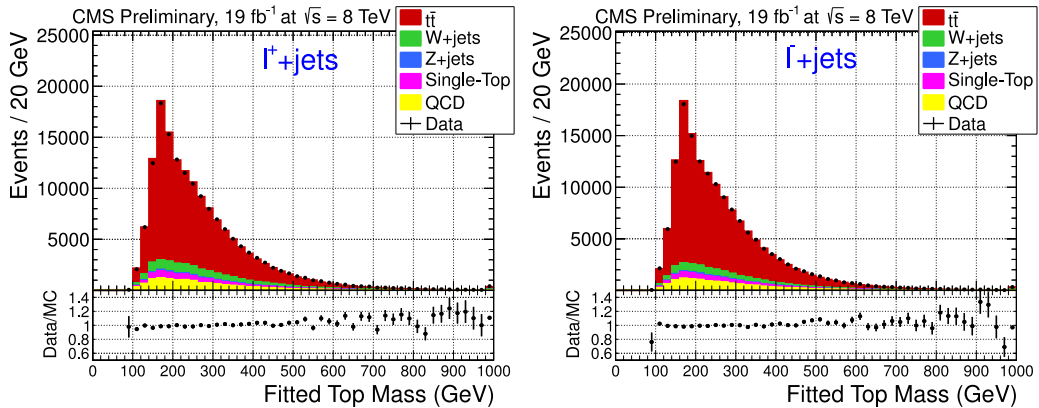 CMS Preliminary, 19 fb⁻¹ at √s = 8 TeV
l⁺+jets
tt̄
W+jets
Z+jets
Single-Top
QCD
Data
Events / 20 GeV
25000
20000
15000
10000
5000
Data/MC
1.4
1.2
1
0.8
0.6
0 100 200 300 400 500 600 700 800 900 1000
Fitted Top Mass (GeV)
CMS Preliminary, 19 fb⁻¹ at √s = 8 TeV
l⁻+jets
tt̄
W+jets
Z+jets
Single-Top
QCD
Data
Events / 20 GeV
25000
20000
15000
10000
5000
Data/MC
1.4
1.2
1
0.8
0.6
0 100 200 300 400 500 600 700 800 900 1000
Fitted Top Mass (GeV)